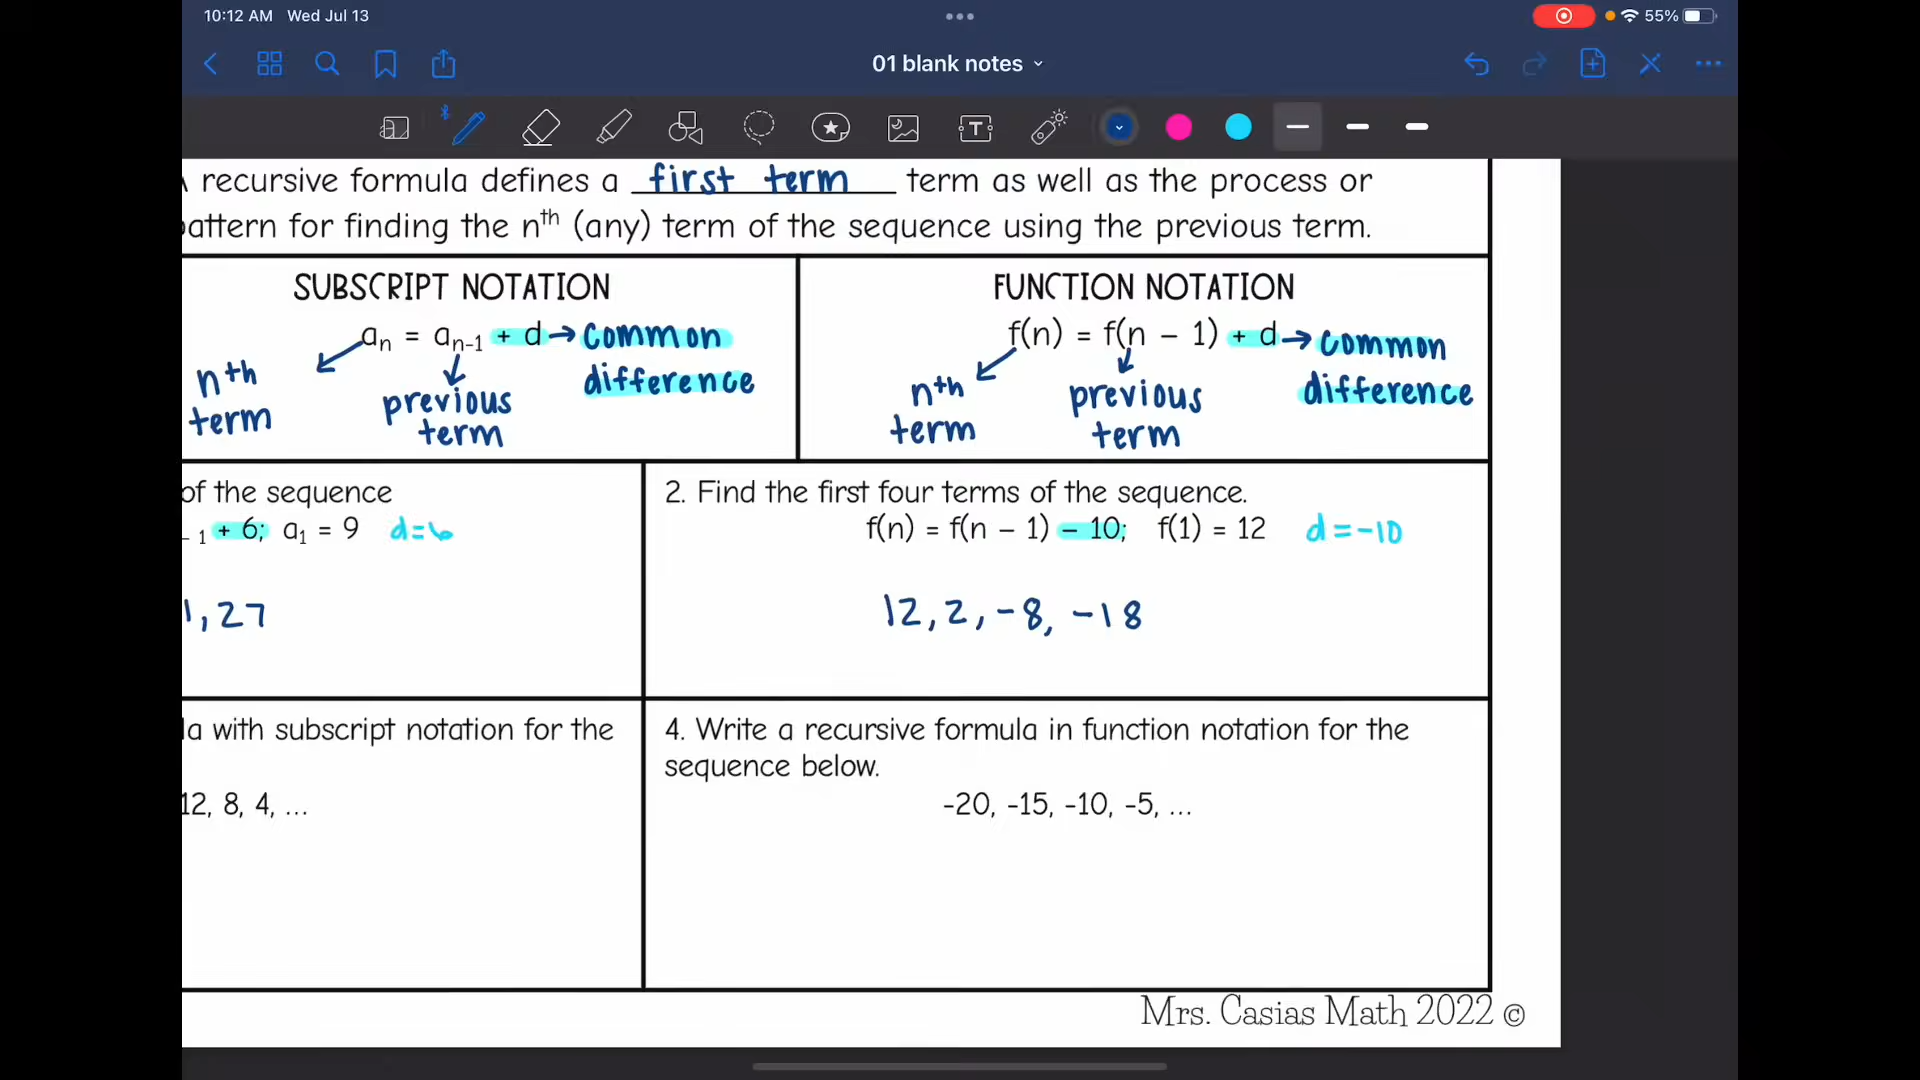 10:12 AM Wed Jul 13
55%
01 blank notes
recursive formula defines a first term term as well as the process or
attern for finding the nth (any) term of the sequence using the previous term.
SUBSCRIPT NOTATION
aₙ = aₙ₋₁ + d → common
difference
nth
term
previous
term
FUNCTION NOTATION
f(n) = f(n – 1) + d → common
difference
nth
term
previous
term
of the sequence
– 1 + 6; a₁ = 9 d=6
1, 27
2. Find the first four terms of the sequence.
f(n) = f(n – 1) – 10; f(1) = 12 d=-10
12, 2, -8, -18
la with subscript notation for the
12, 8, 4, ...
4. Write a recursive formula in function notation for the
sequence below.
-20, -15, -10, -5, ...
Mrs. Casias Math 2022 ©